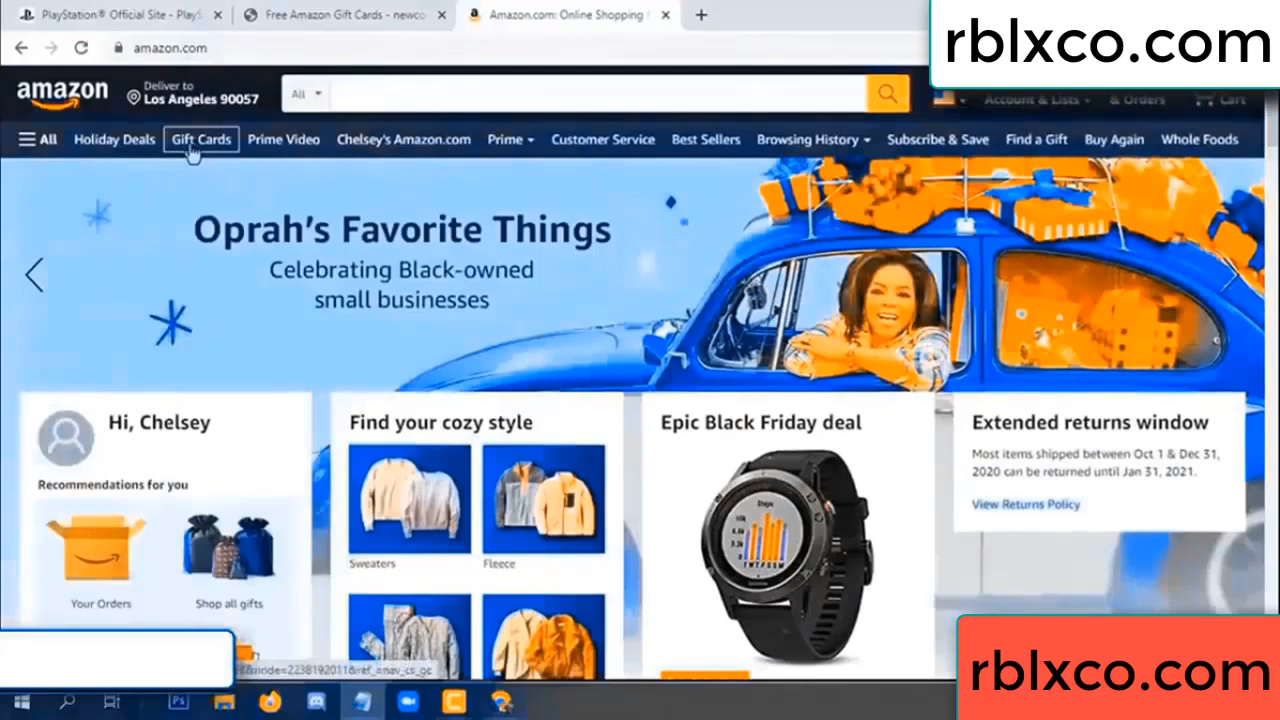 PlayStation® Official Site - PlayS
Free Amazon Gift Cards - newco
Amazon.com: Online Shopping
rblxco.com
amazon.com
amazon
Deliver to
Los Angeles 90057
All
Account & Lists
& Orders
Cart
All
Holiday Deals
Gift Cards
Prime Video
Chelsey's Amazon.com
Prime
Customer Service
Best Sellers
Browsing History
Subscribe & Save
Find a Gift
Buy Again
Whole Foods
Oprah's Favorite Things
Celebrating Black-owned
small businesses
Hi, Chelsey
Recommendations for you
Your Orders
Shop all gifts
Find your cozy style
Sweaters
Fleece
Epic Black Friday deal
Steps
Extended returns window
Most items shipped between Oct 1 & Dec 31,
2020 can be returned until Jan 31, 2021.
View Returns Policy
Ps
rblxco.com